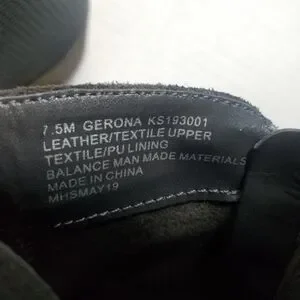 7.5M GERONA KS193001
LEATHER/TEXTILE UPPER
TEXTILE/PU LINING
BALANCE MAN MADE MATERIALS
MADE IN CHINA
MHSMAY19